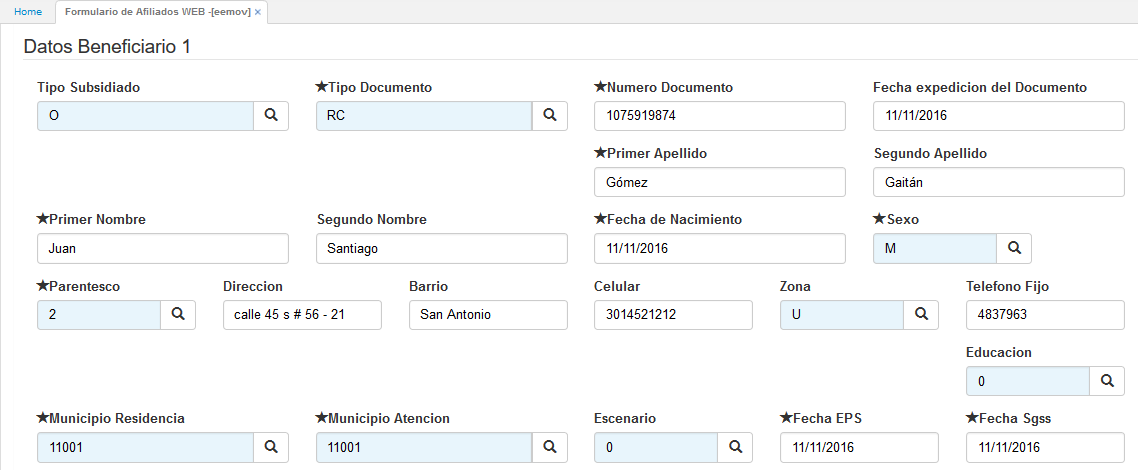 Home Formulario de Afiliados WEB -[eemov] ×
Datos Beneficiario 1
Tipo Subsidiado ★Tipo Documento ★Numero Documento Fecha expedicion del Documento
O RC 1075919874 11/11/2016
★Primer Apellido Segundo Apellido
Gómez Gaitán
★Primer Nombre Segundo Nombre ★Fecha de Nacimiento ★Sexo
Juan Santiago 11/11/2016 M
★Parentesco Direccion Barrio Celular Zona Telefono Fijo
2 calle 45 s # 56 - 21 San Antonio 3014521212 U 4837963
Educacion
0
★Municipio Residencia ★Municipio Atencion Escenario ★Fecha EPS ★Fecha Sgss
11001 11001 0 11/11/2016 11/11/2016